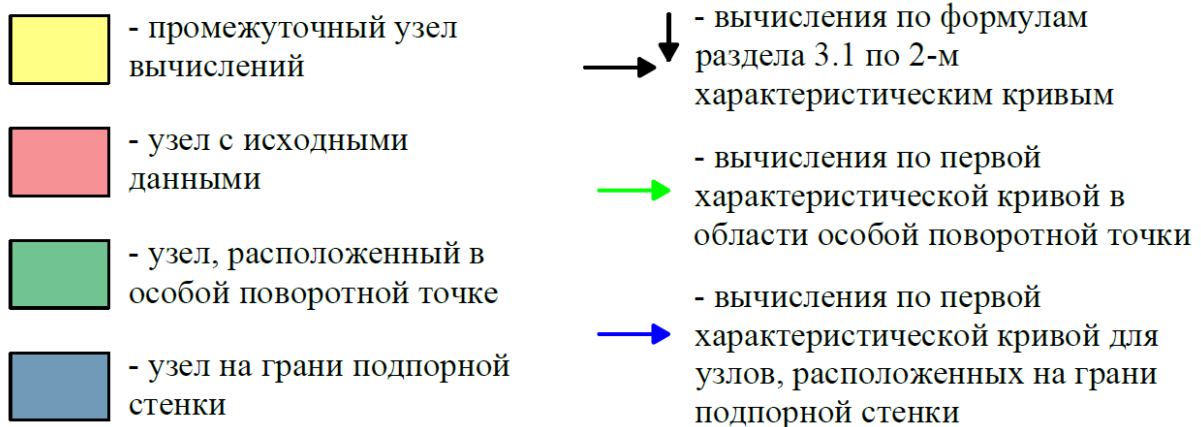 - промежуточный узел
вычислений
- узел с исходными
данными
- узел, расположенный в
особой поворотной точке
- узел на грани подпорной
стенки
- вычисления по формулам
раздела 3.1 по 2-м
характеристическим кривым
- вычисления по первой
характеристической кривой в
области особой поворотной точки
- вычисления по первой
характеристической кривой для
узлов, расположенных на грани
подпорной стенки